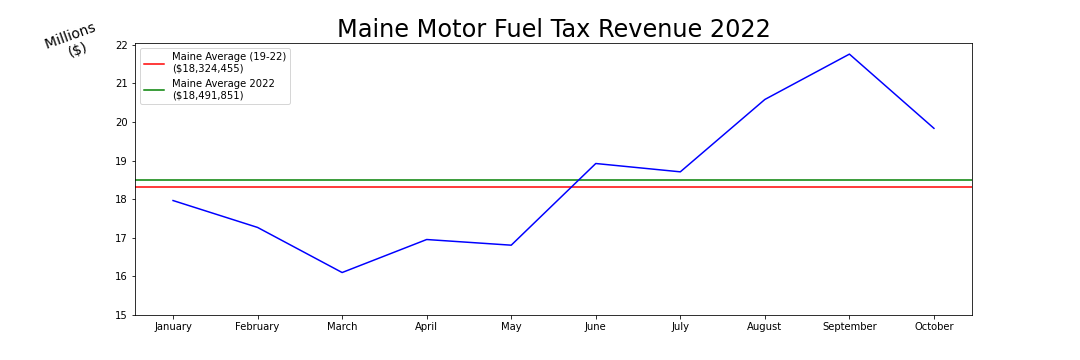 Maine Motor Fuel Tax Revenue 2022
Millions
($)
Maine Average (19-22)
($18,324,455)
Maine Average 2022
($18,491,851)
22
21
20
19
18
17
16
15
January February March April May June July August September October